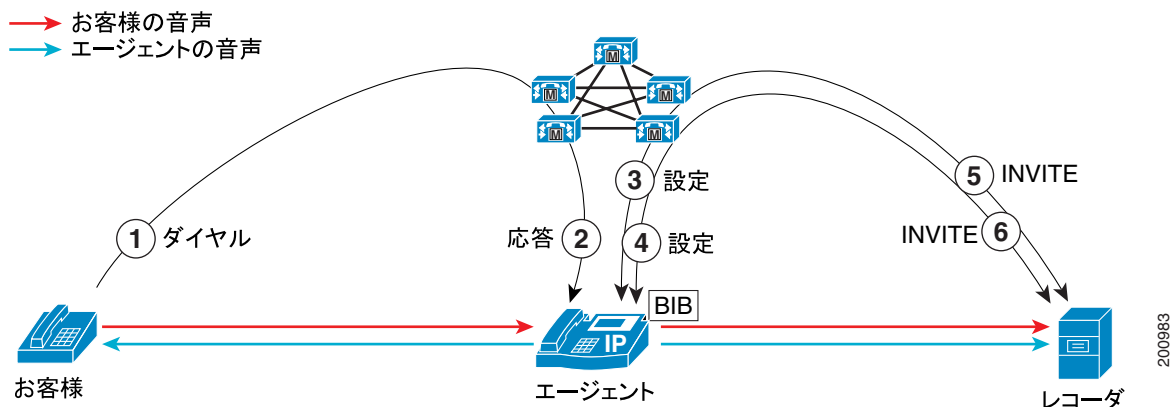 お客様の音声
エージェントの音声
M
M
M
M
M
3 設定
5 INVITE
1 ダイヤル
応答 2
4 設定
INVITE 6
BIB
IP
お客様
エージェント
レコーダ
200983